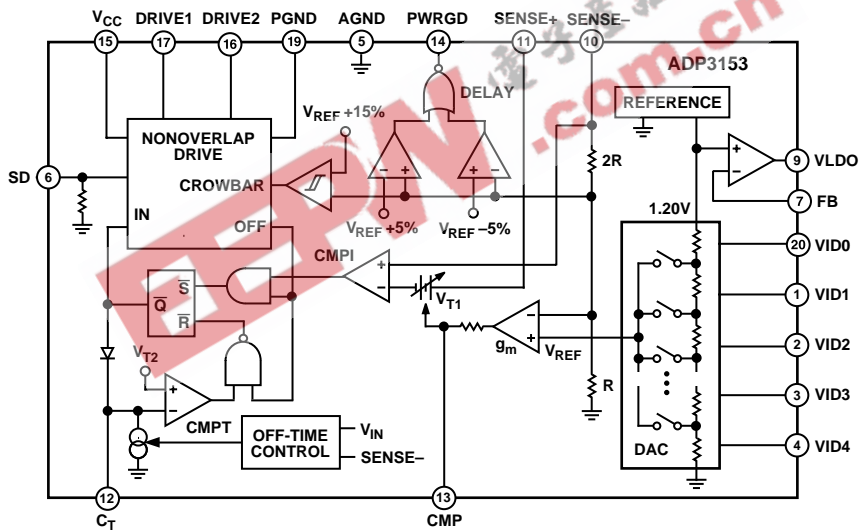 VCC DRIVE1 DRIVE2 PGND AGND PWRGD SENSE+ SENSE–
15 17 16 19 5 14 11 10
ADP3153
DELAY
REFERENCE
VREF +15%
NONOVERLAP
DRIVE
SD 6
CROWBAR
2R
9 VLDO
7 FB
IN
OFF
VREF +5%
VREF –5%
1.20V
20 VID0
CMPI
S
Q
R
VT1
1 VID1
VT2
gm
VREF
2 VID2
R
3 VID3
CMPT
OFF-TIME
CONTROL
VIN
SENSE–
DAC
4 VID4
12
CT
13
CMP
EEPW
.com.cn